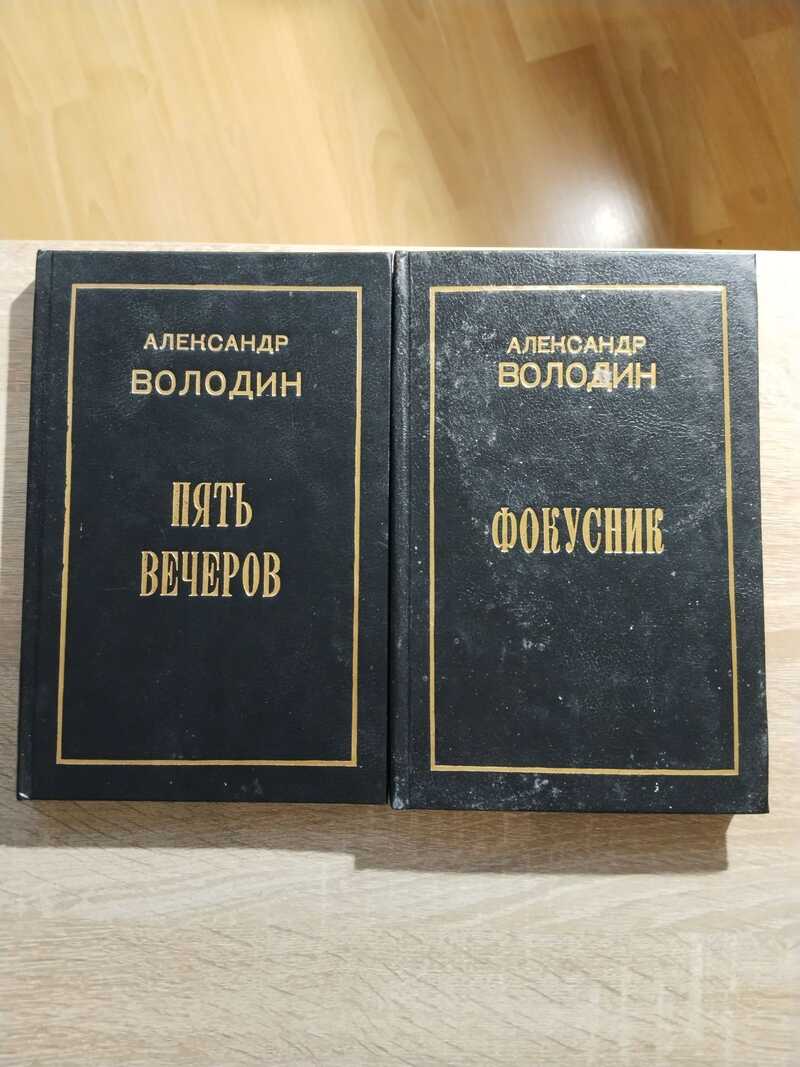 АЛЕКСАНДР
ВОЛОДИН
ПЯТЬ
ВЕЧЕРОВ
АЛЕКСАНДР
ВОЛОДИН
ФОКУСНИК